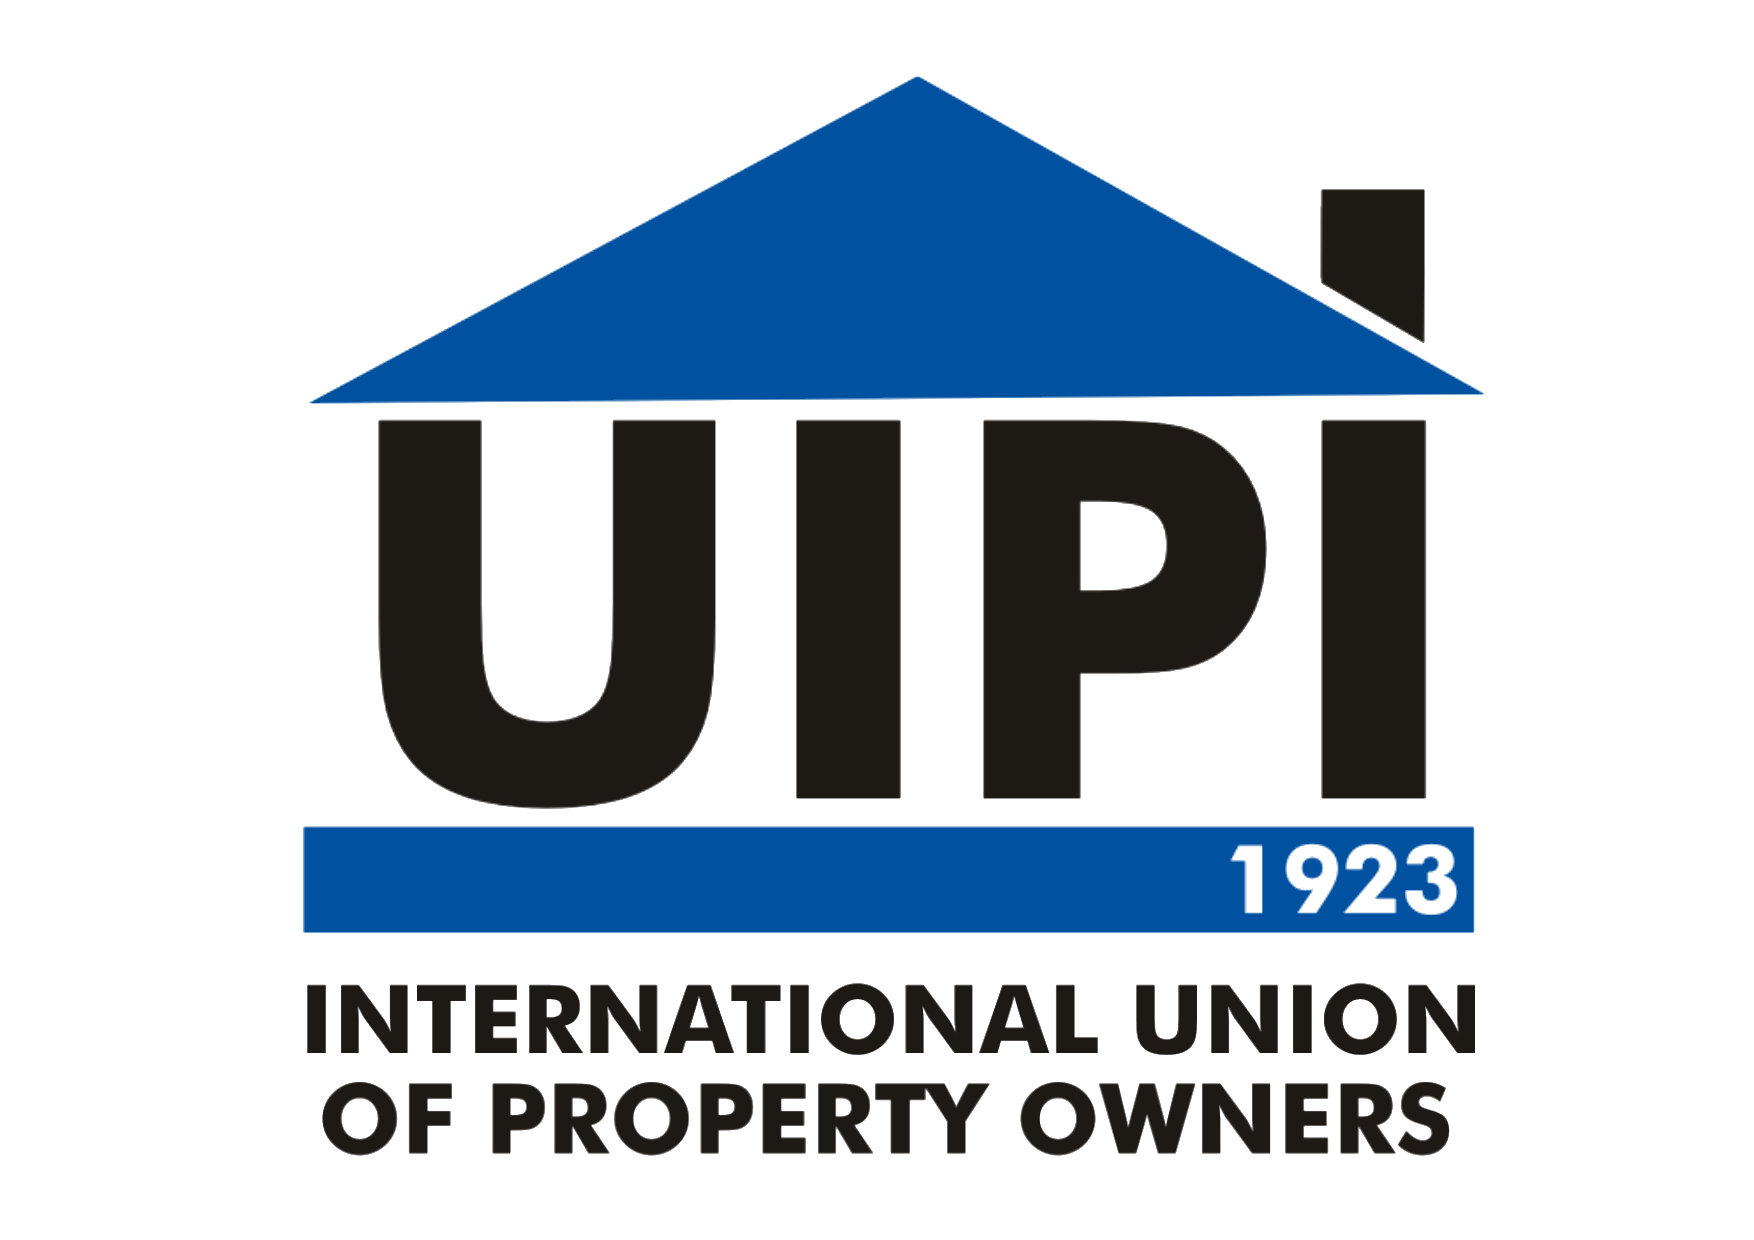 UIPI
1923
INTERNATIONAL UNION
OF PROPERTY OWNERS